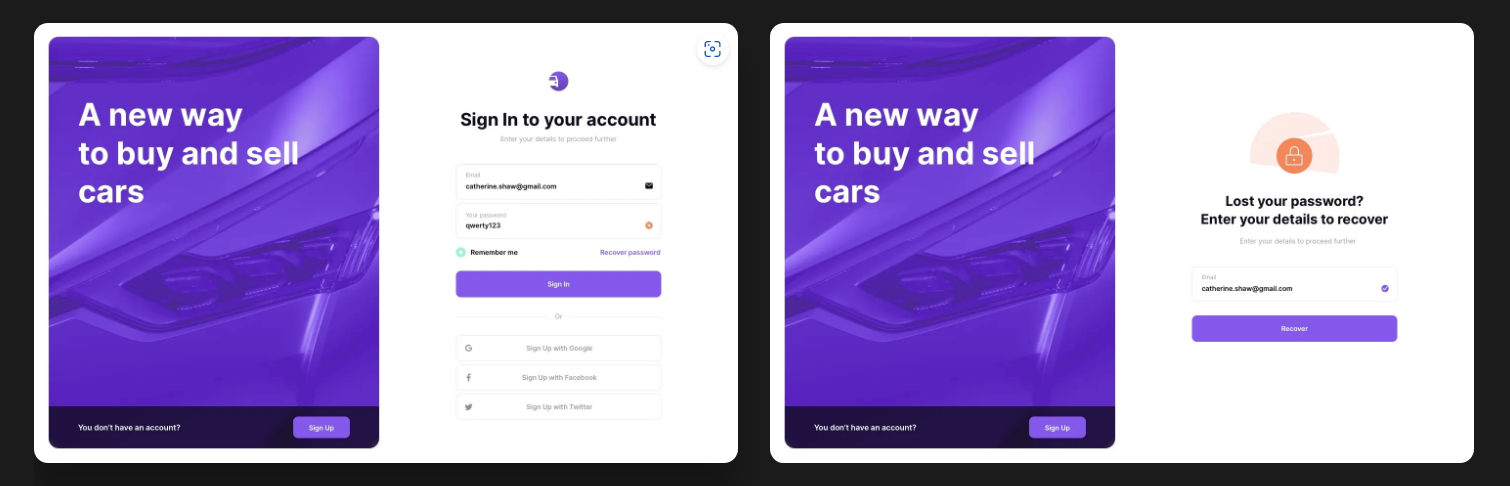 A new way
to buy and sell
cars
You don't have an account?
Sign Up
Sign In to your account
Enter your details to proceed further
Email
catherine.shaw@gmail.com
Your password
qwerty123
Remember me
Recover password
Sign In
Or
Sign Up with Google
Sign Up with Facebook
Sign Up with Twitter
A new way
to buy and sell
cars
You don't have an account?
Sign Up
Lost your password?
Enter your details to recover
Enter your details to proceed further
Email
catherine.shaw@gmail.com
Recover